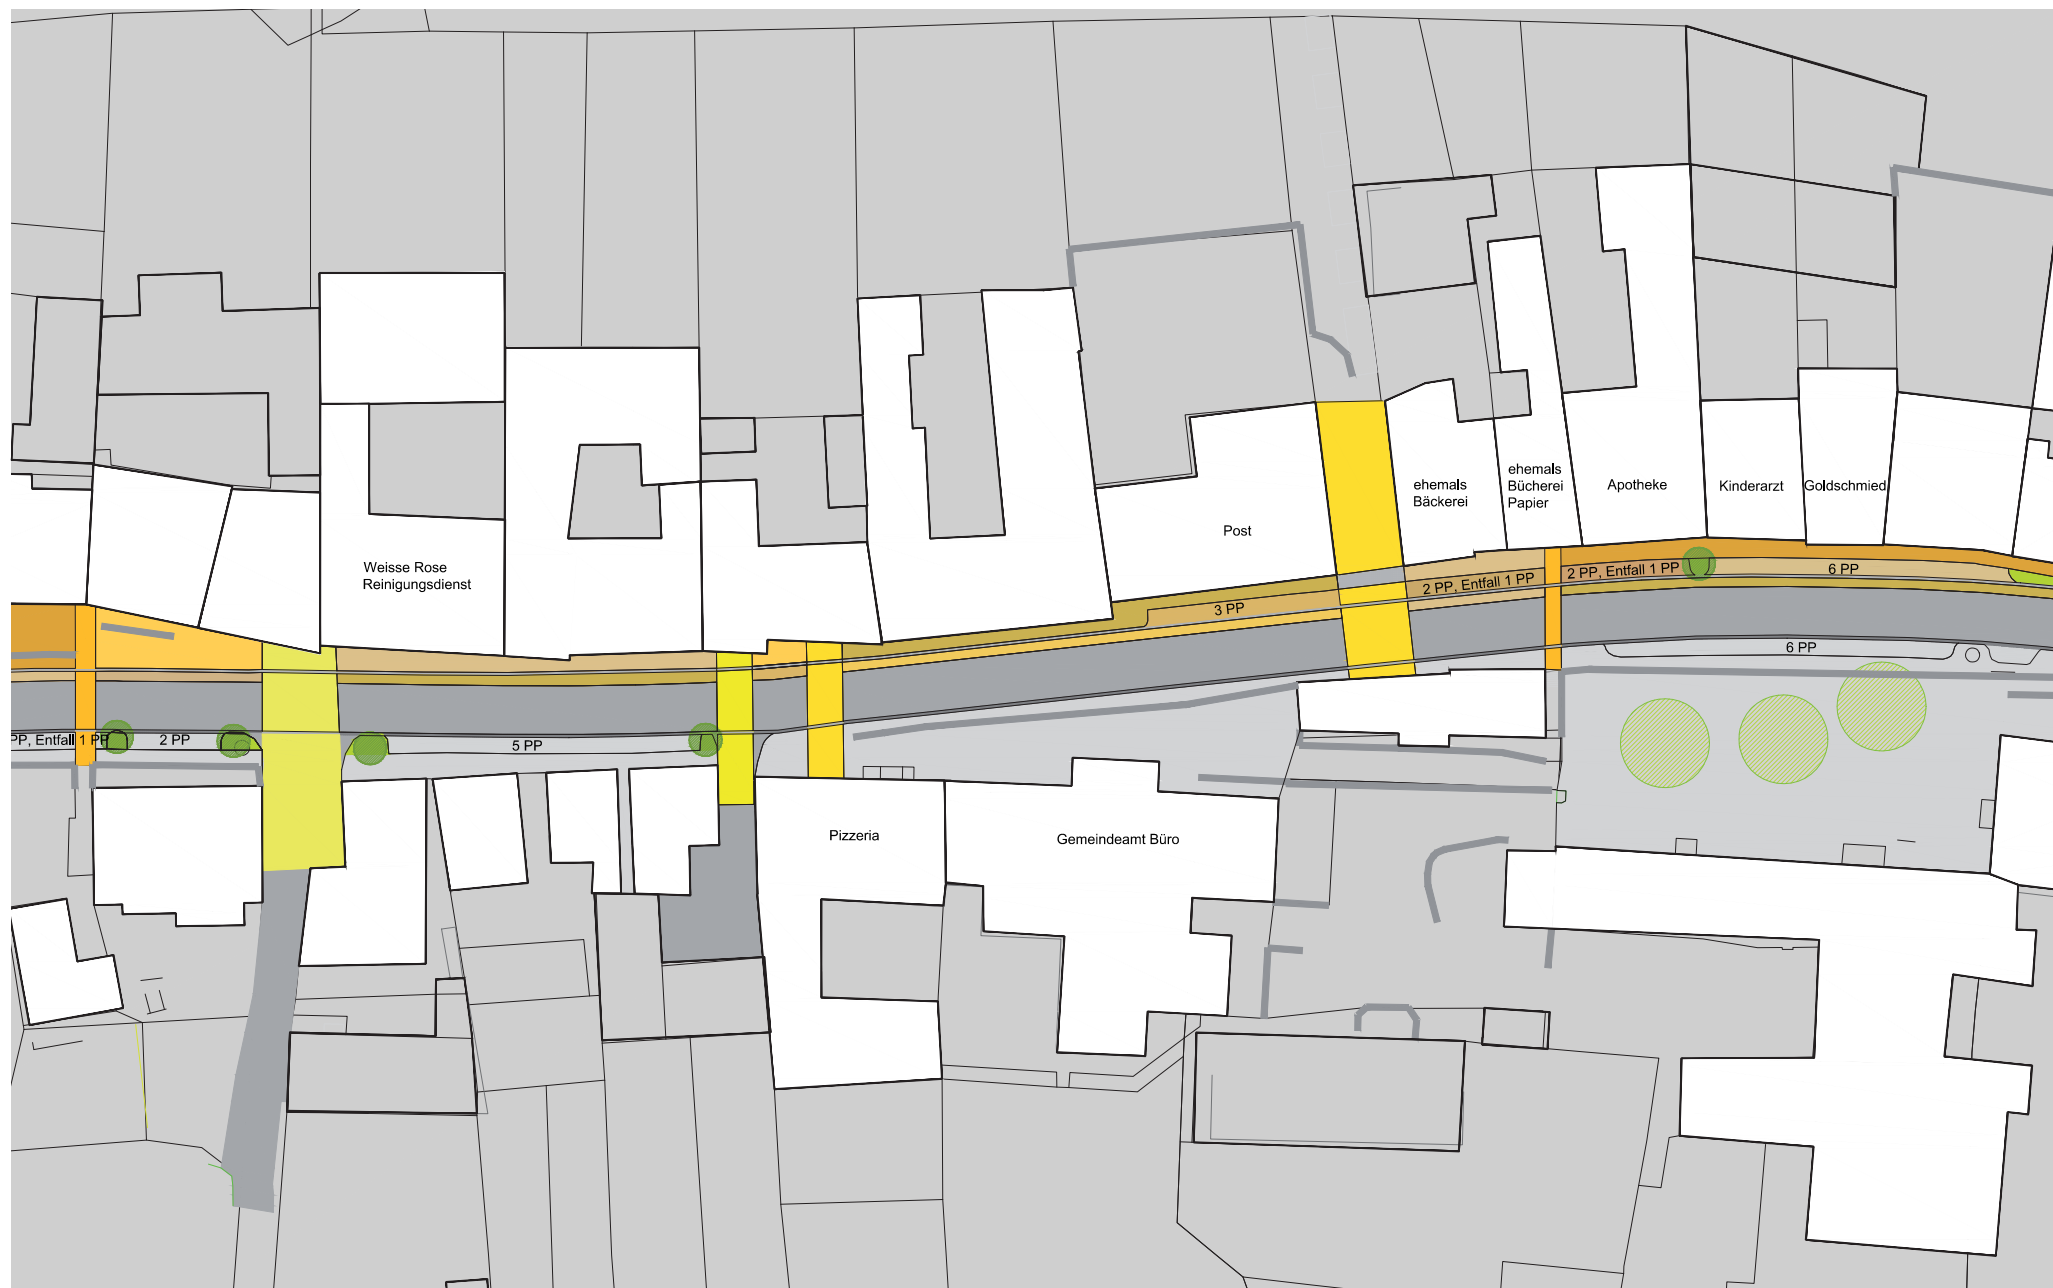 ehemals
Bäckerei
ehemals
Bücherei
Papier
Apotheke
Kinderarzt
Goldschmied
Post
Weisse Rose
Reinigungsdienst
2 PP, Entfall 1 PP
2 PP, Entfall 1 PP
6 PP
3 PP
6 PP
PP, Entfall 1 PP
2 PP
5 PP
Pizzeria
Gemeindeamt Büro